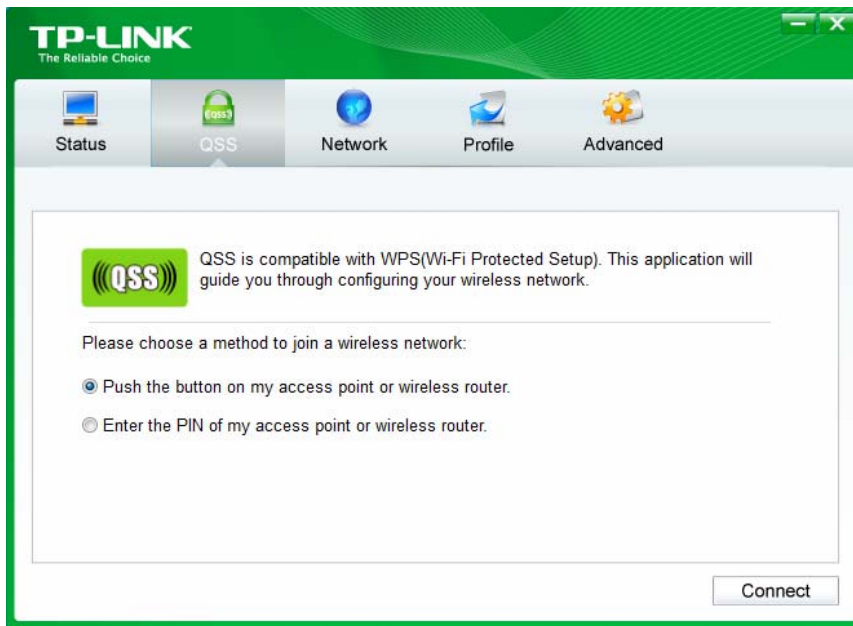 TP-LINK
The Reliable Choice
Status
QSS
QSS
Network
Profile
Advanced
QSS
QSS is compatible with WPS(Wi-Fi Protected Setup). This application will
guide you through configuring your wireless network.
Please choose a method to join a wireless network:
Push the button on my access point or wireless router.
Enter the PIN of my access point or wireless router.
Connect